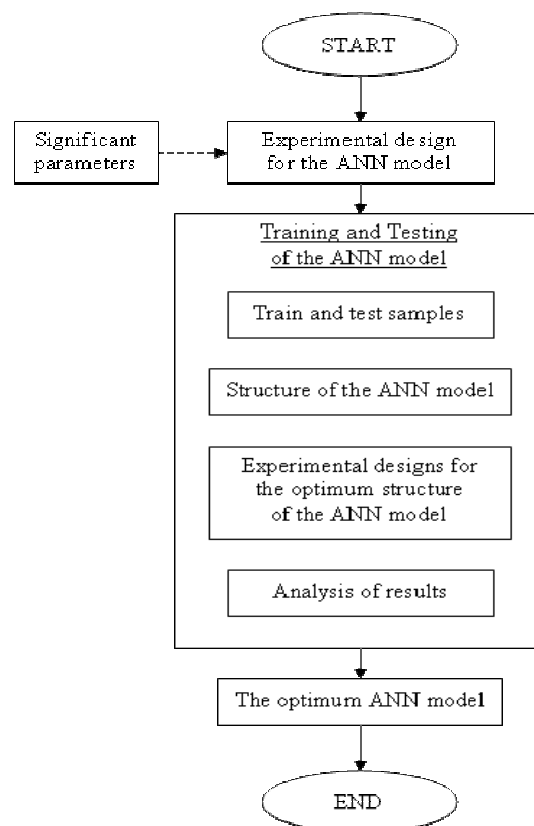 START
Significant
parameters
Experimental design
for the ANN model
Training and Testing
of the ANN model
Train and test samples
Structure of the ANN model
Experimental designs for
the optimum structure
of the ANN model
Analysis of results
The optimum ANN model
END